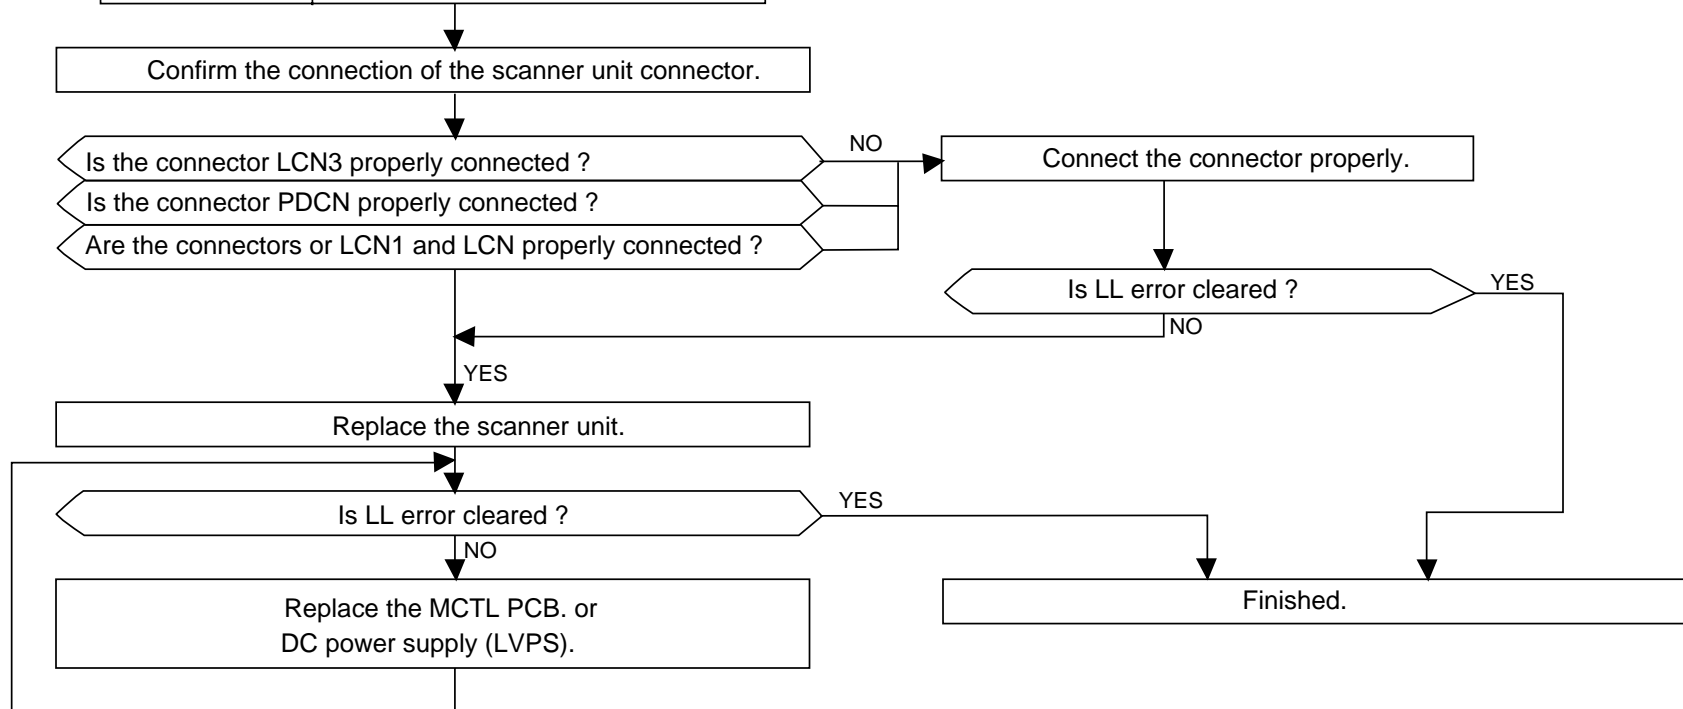 Confirm the connection of the scanner unit connector.
Is the connector LCN3 properly connected ?
NO
Connect the connector properly.
Is the connector PDCN properly connected ?
Are the connectors or LCN1 and LCN properly connected ?
Is LL error cleared ?
YES
NO
YES
Replace the scanner unit.
Is LL error cleared ?
YES
NO
Replace the MCTL PCB. or
DC power supply (LVPS).
Finished.